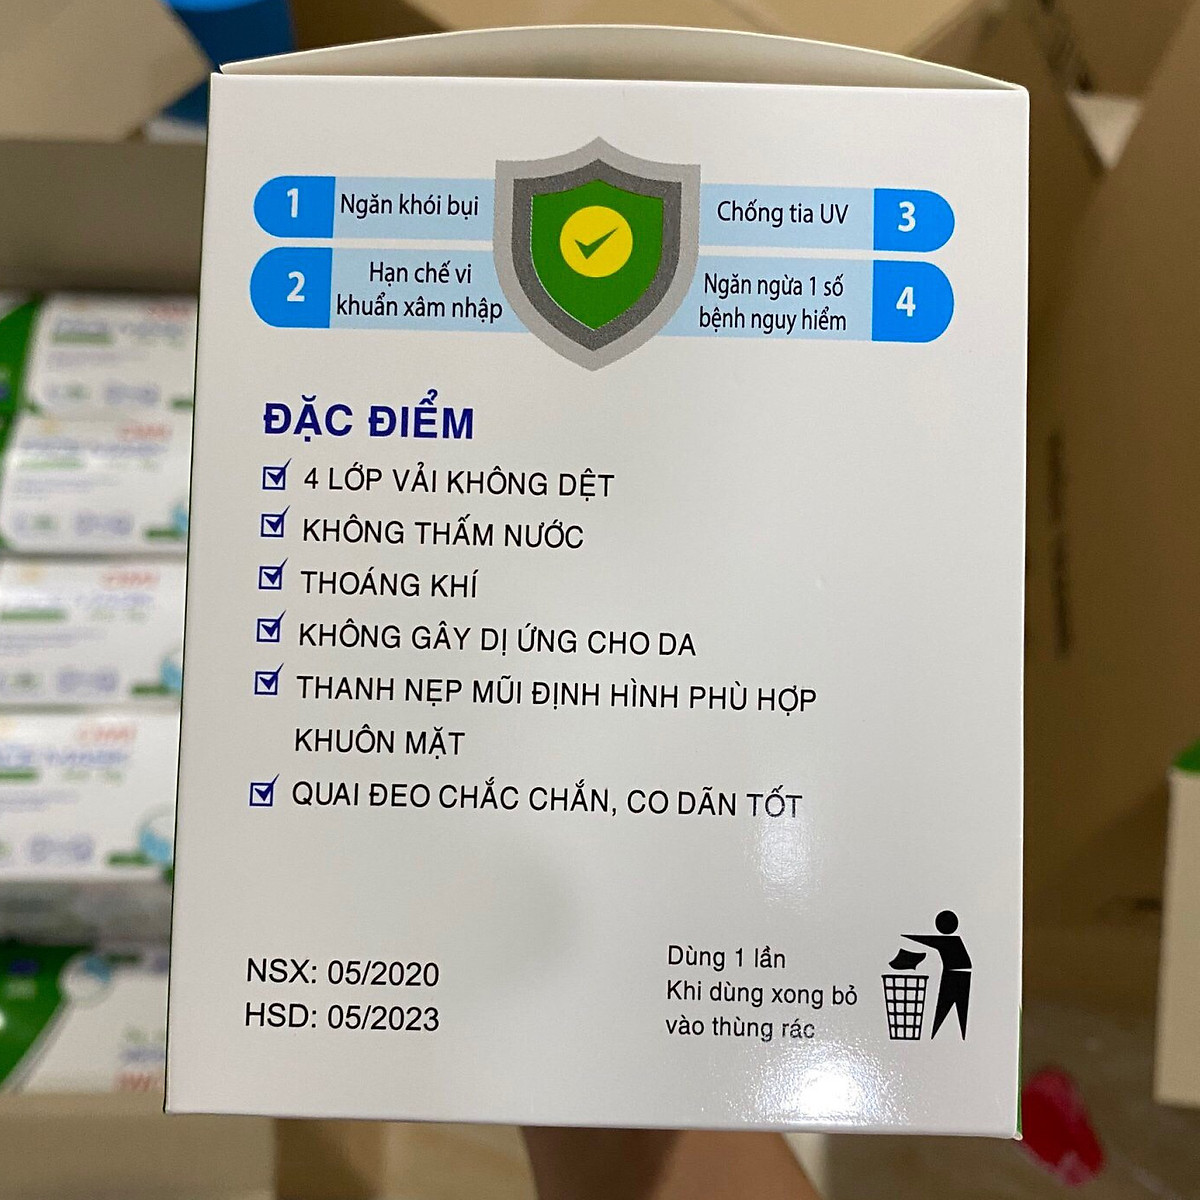 1 Ngăn khói bụi
2 Hạn chế vi
khuẩn xâm nhập
Chống tia UV 3
Ngăn ngừa 1 số
bệnh nguy hiểm 4
ĐẶC ĐIỂM
4 LỚP VẢI KHÔNG DỆT
KHÔNG THẤM NƯỚC
THOÁNG KHÍ
KHÔNG GÂY DỊ ỨNG CHO DA
THANH NẸP MŨI ĐỊNH HÌNH PHÙ HỢP
KHUÔN MẶT
QUAI ĐEO CHẮC CHẮN, CO DÃN TỐT
NSX: 05/2020
HSD: 05/2023
Dùng 1 lần
Khi dùng xong bỏ
vào thùng rác